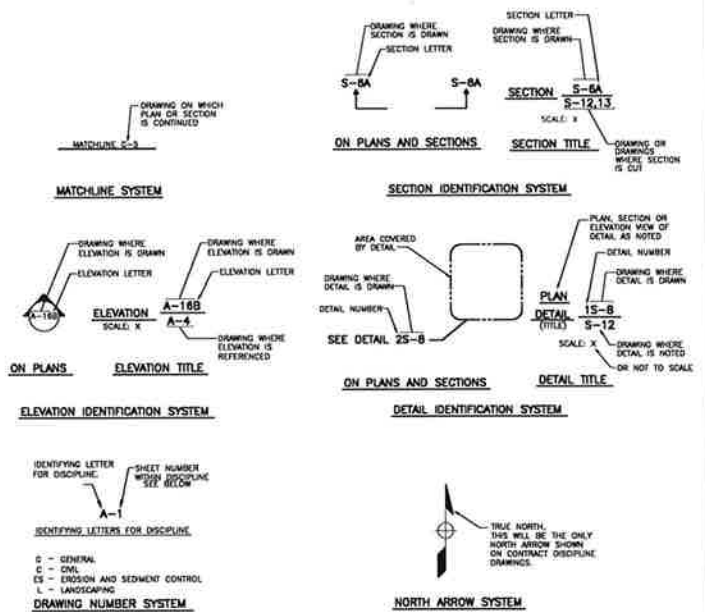 DRAWING ON WHICH
PLAN OR SECTION
IS CONTINUED
MATCHLINE C-3
MATCHLINE SYSTEM
DRAWING WHERE
SECTION IS DRAWN
SECTION LETTER
S-6A
S-6A
ON PLANS AND SECTIONS
SECTION LETTER
DRAWING WHERE
SECTION IS DRAWN
SECTION
S-6A
S-12,13
SCALE: X
DRAWING OR
DRAWINGS
WHERE SECTION
IS CUT
SECTION TITLE
SECTION IDENTIFICATION SYSTEM
DRAWING WHERE
ELEVATION IS DRAWN
ELEVATION LETTER
A-16B
ON PLANS
DRAWING WHERE
ELEVATION IS DRAWN
ELEVATION LETTER
ELEVATION
SCALE: X
A-16B
A-4
DRAWING WHERE
ELEVATION IS
REFERENCED
ELEVATION TITLE
ELEVATION IDENTIFICATION SYSTEM
AREA COVERED
BY DETAIL
DRAWING WHERE
DETAIL IS DRAWN
DETAIL NUMBER
SEE DETAIL 2S-8
ON PLANS AND SECTIONS
PLAN, SECTION OR
ELEVATION VIEW OF
DETAIL AS NOTED
DETAIL NUMBER
DRAWING WHERE
DETAIL IS DRAWN
PLAN
DETAIL
(TITLE)
1S-8
S-12
SCALE: X
DRAWING WHERE
DETAIL IS NOTED
OR NOT TO SCALE
DETAIL TITLE
DETAIL IDENTIFICATION SYSTEM
IDENTIFYING LETTER
FOR DISCIPLINE.
SHEET NUMBER
WITHIN DISCIPLINE
SEE BELOW
A-1
IDENTIFYING LETTERS FOR DISCIPLINE
G - GENERAL
C - CIVIL
ES - EROSION AND SEDIMENT CONTROL
L - LANDSCAPING
DRAWING NUMBER SYSTEM
TRUE NORTH.
THIS WILL BE THE ONLY
NORTH ARROW SHOWN
ON CONTRACT DISCIPLINE
DRAWINGS.
NORTH ARROW SYSTEM